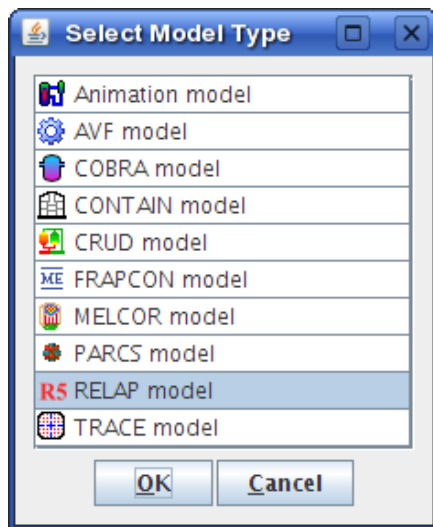 Select Model Type
Animation model
AVF model
COBRA model
CONTAIN model
CRUD model
ME FRAPCON model
MELCOR model
PARCS model
R5 RELAP model
TRACE model
OK Cancel